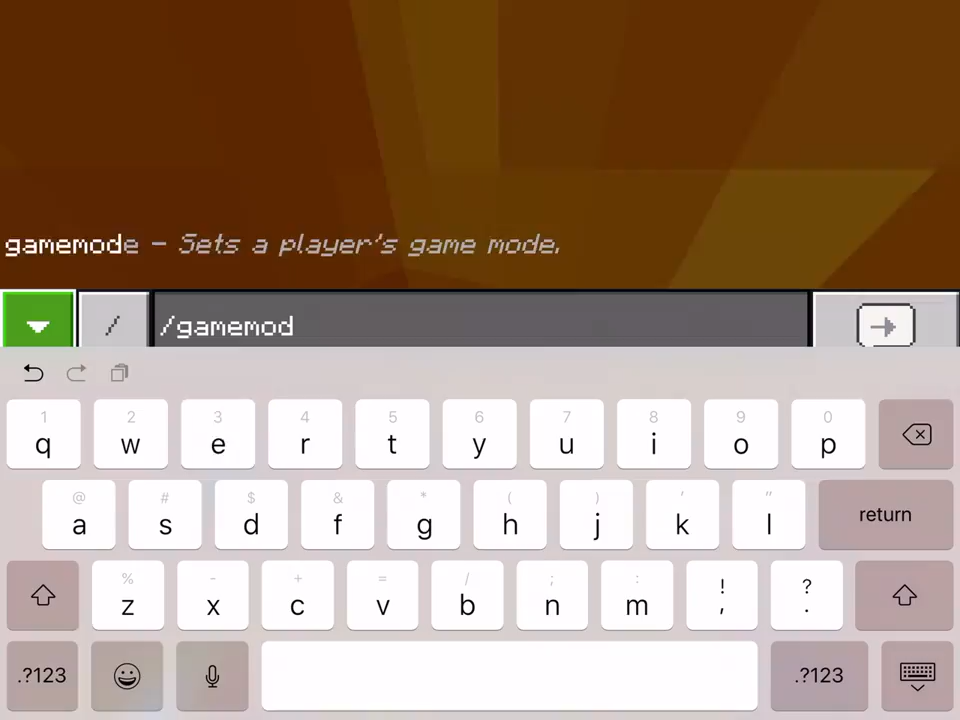 gamemode - Sets a player's game mode.
/ /gamemod
1 2 3 4 5 6 7 8 9 0
q w e r t y u i o p
@ # $ & * ( ) ' "
a s d f g h j k l return
% - + = / ; : ! ?
z x c v b n m , .
.?123 .?123